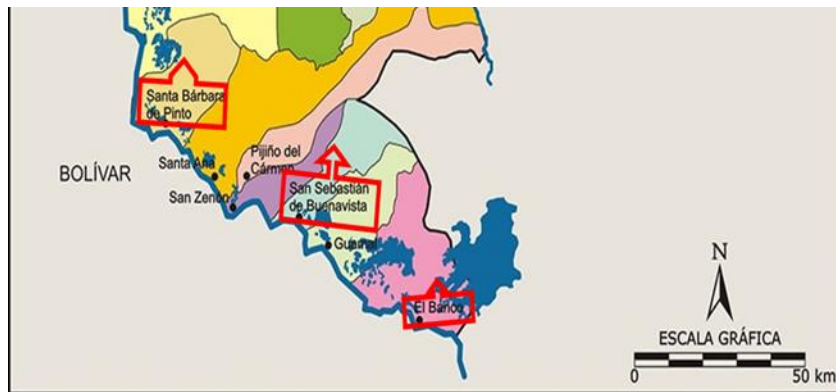 Santa Bárbara
de Pinto
BOLÍVAR
Santa Ana
Pijiño del
Cármen
San Zenón
San Sebastián
de Buenavista
Guamal
El Banco
N
ESCALA GRÁFICA
0 50 km